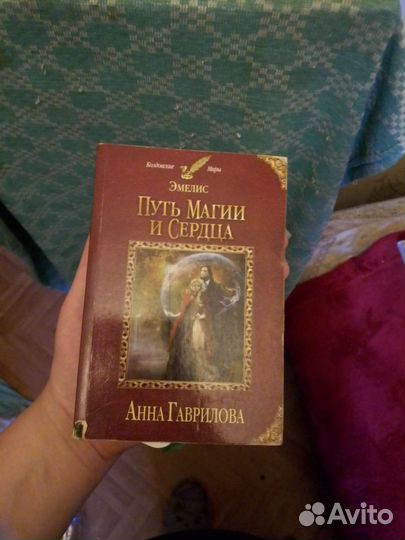 Колдовские Миры
Эмелис
Путь Магии
и Сердца
Анна Гаврилова
Avito